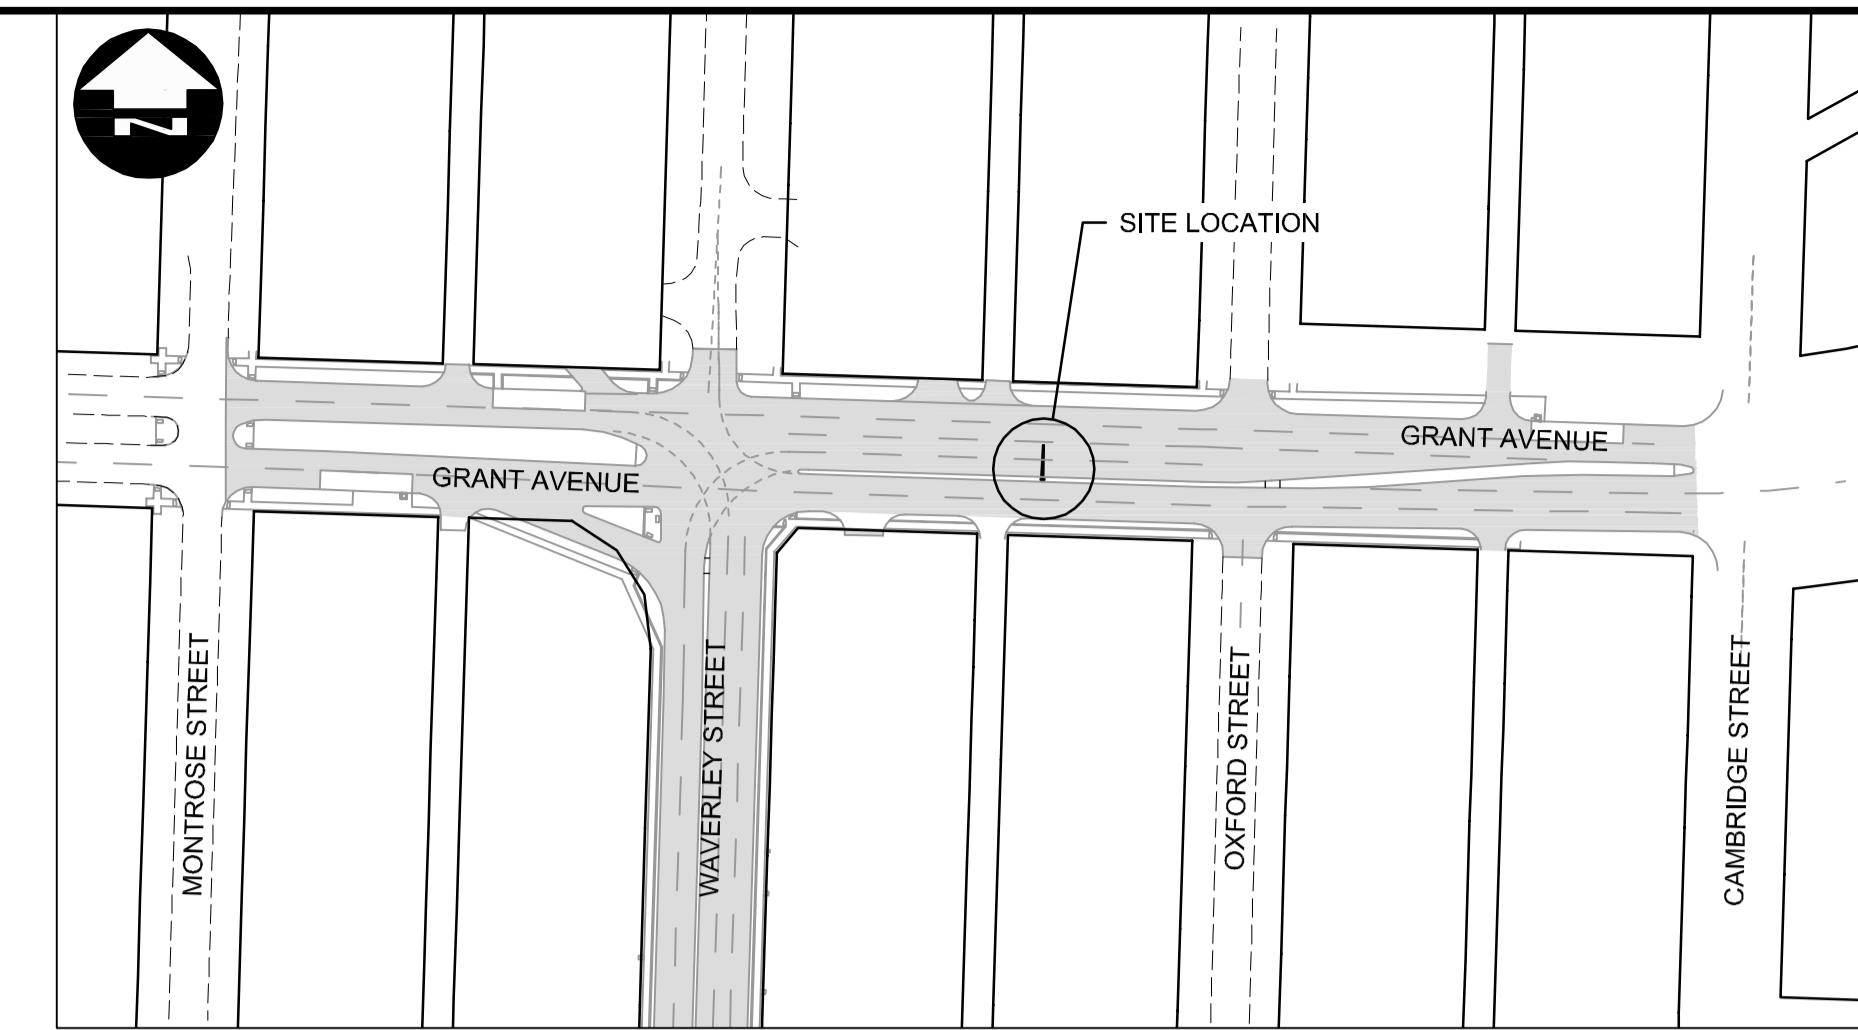 N
SITE LOCATION
GRANT AVENUE
GRANT AVENUE
MONTROSE STREET
WAVERLEY STREET
OXFORD STREET
CAMBRIDGE STREET